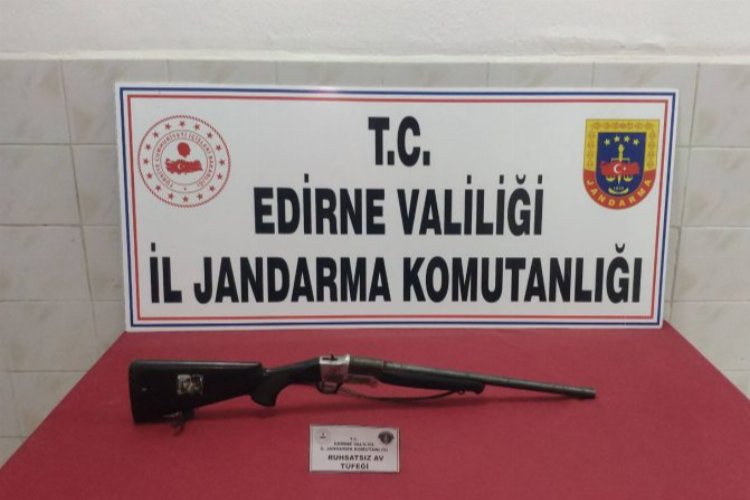 T.C.
EDİRNE VALİLİĞİ
İL JANDARMA KOMUTANLIĞI
JANDARMA
T.C.
EDİRNE VALİLİĞİ
İL JANDARMA KOMUTANLIĞI
RUHSATSIZ AV
TÜFEĞİ